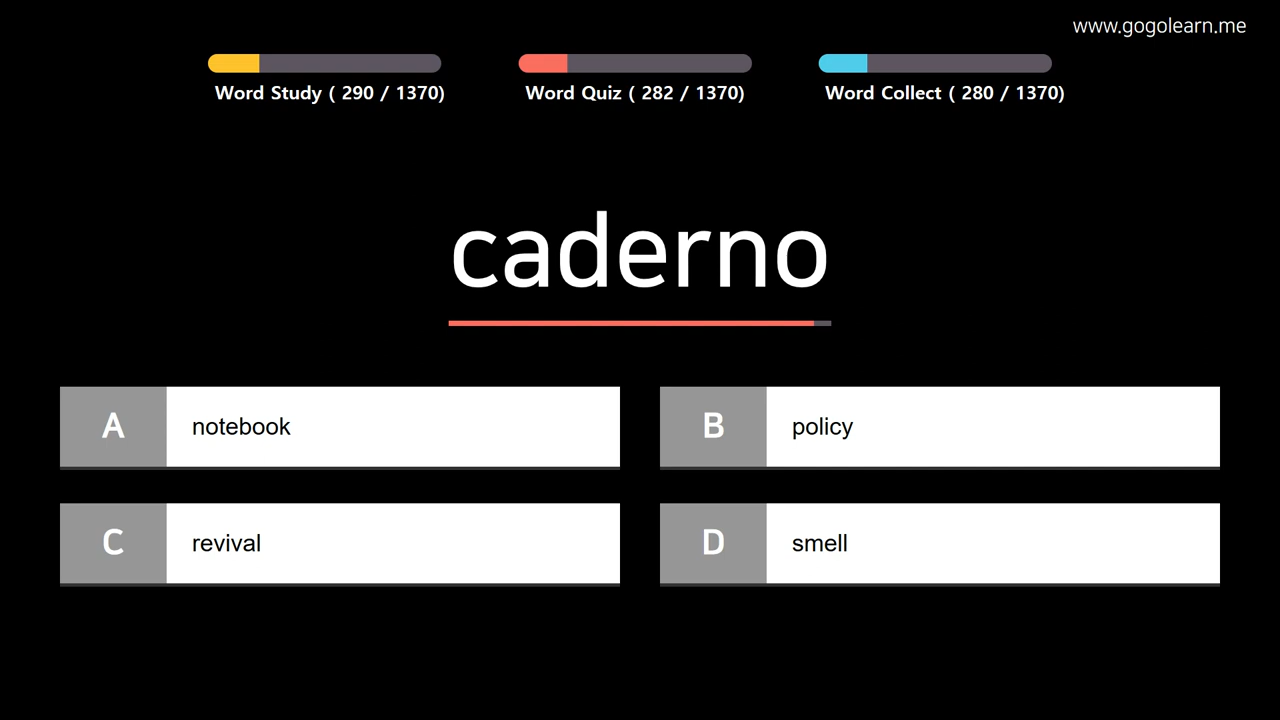 www.gogolearn.me
Word Study ( 290 / 1370)
Word Quiz ( 282 / 1370)
Word Collect ( 280 / 1370)
caderno
A notebook
B policy
C revival
D smell